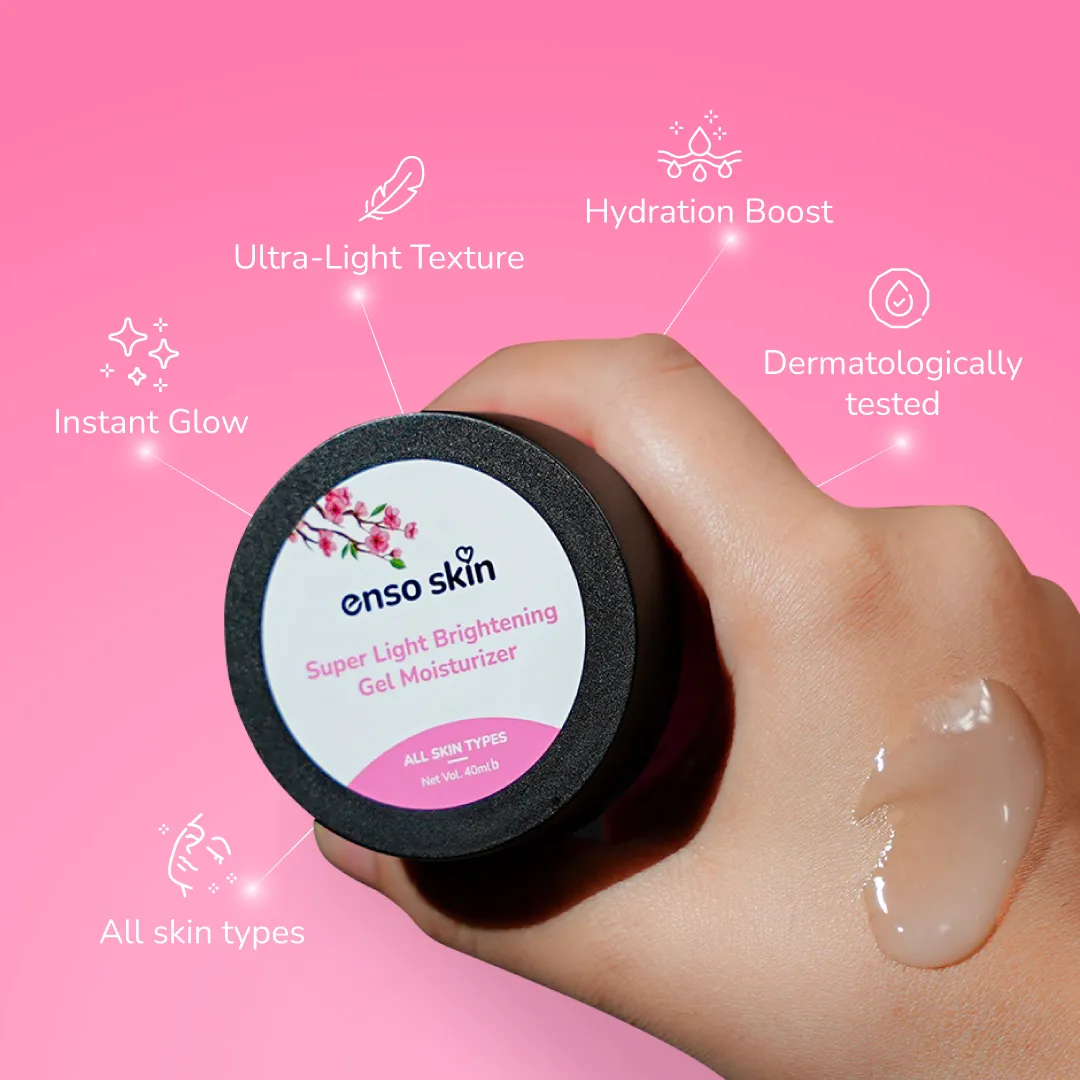 Hydration Boost
Ultra-Light Texture
Dermatologically
tested
Instant Glow
enso skin
Super Light Brightening
Gel Moisturizer
ALL SKIN TYPES
Net Vol. 40mlb
All skin types